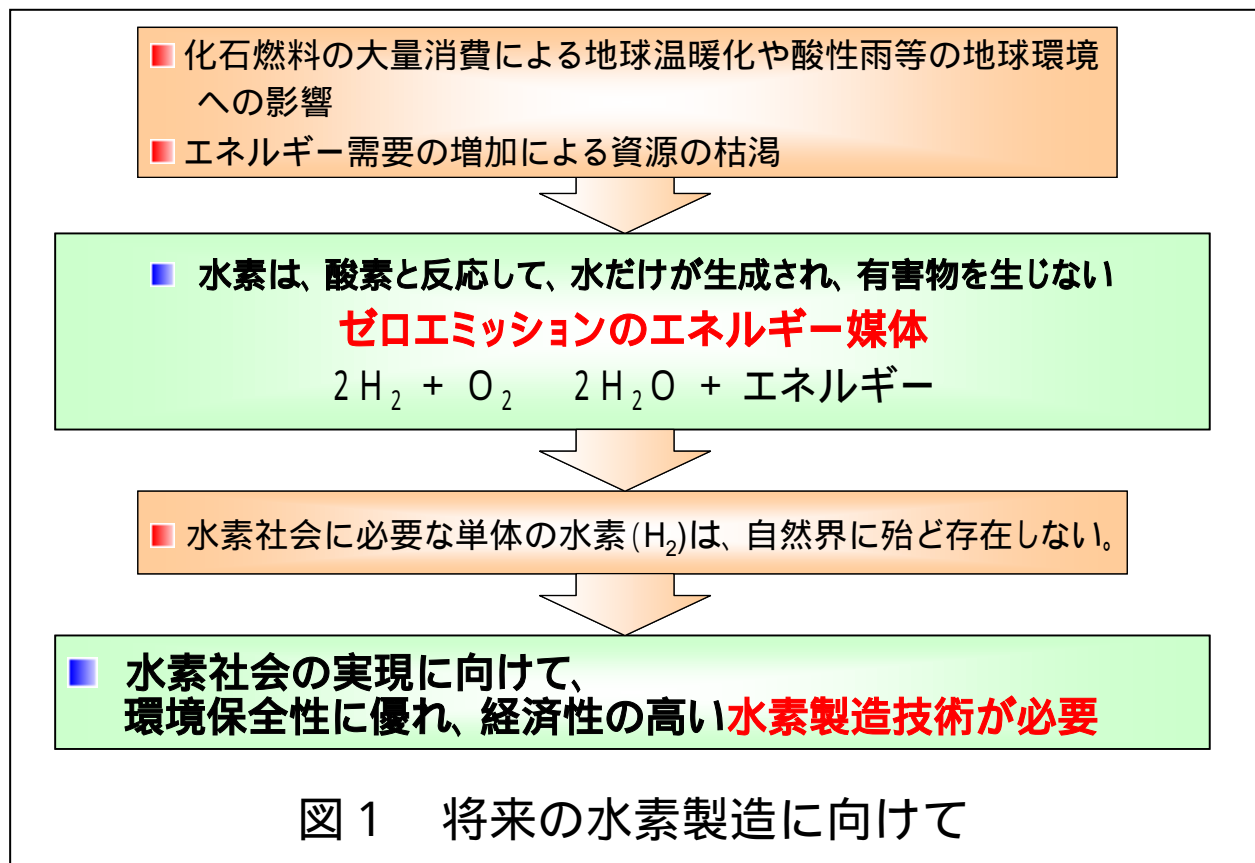 化石燃料の大量消費による地球温暖化や酸性雨等の地球環境
への影響
エネルギー需要の増加による資源の枯渇
水素は、酸素と反応して、水だけが生成され、有害物を生じない
ゼロエミッションのエネルギー媒体
2H₂ + O₂　2H₂O + エネルギー
水素社会に必要な単体の水素(H₂)は、自然界に殆ど存在しない。
水素社会の実現に向けて、
環境保全性に優れ、経済性の高い水素製造技術が必要
図1　将来の水素製造に向けて